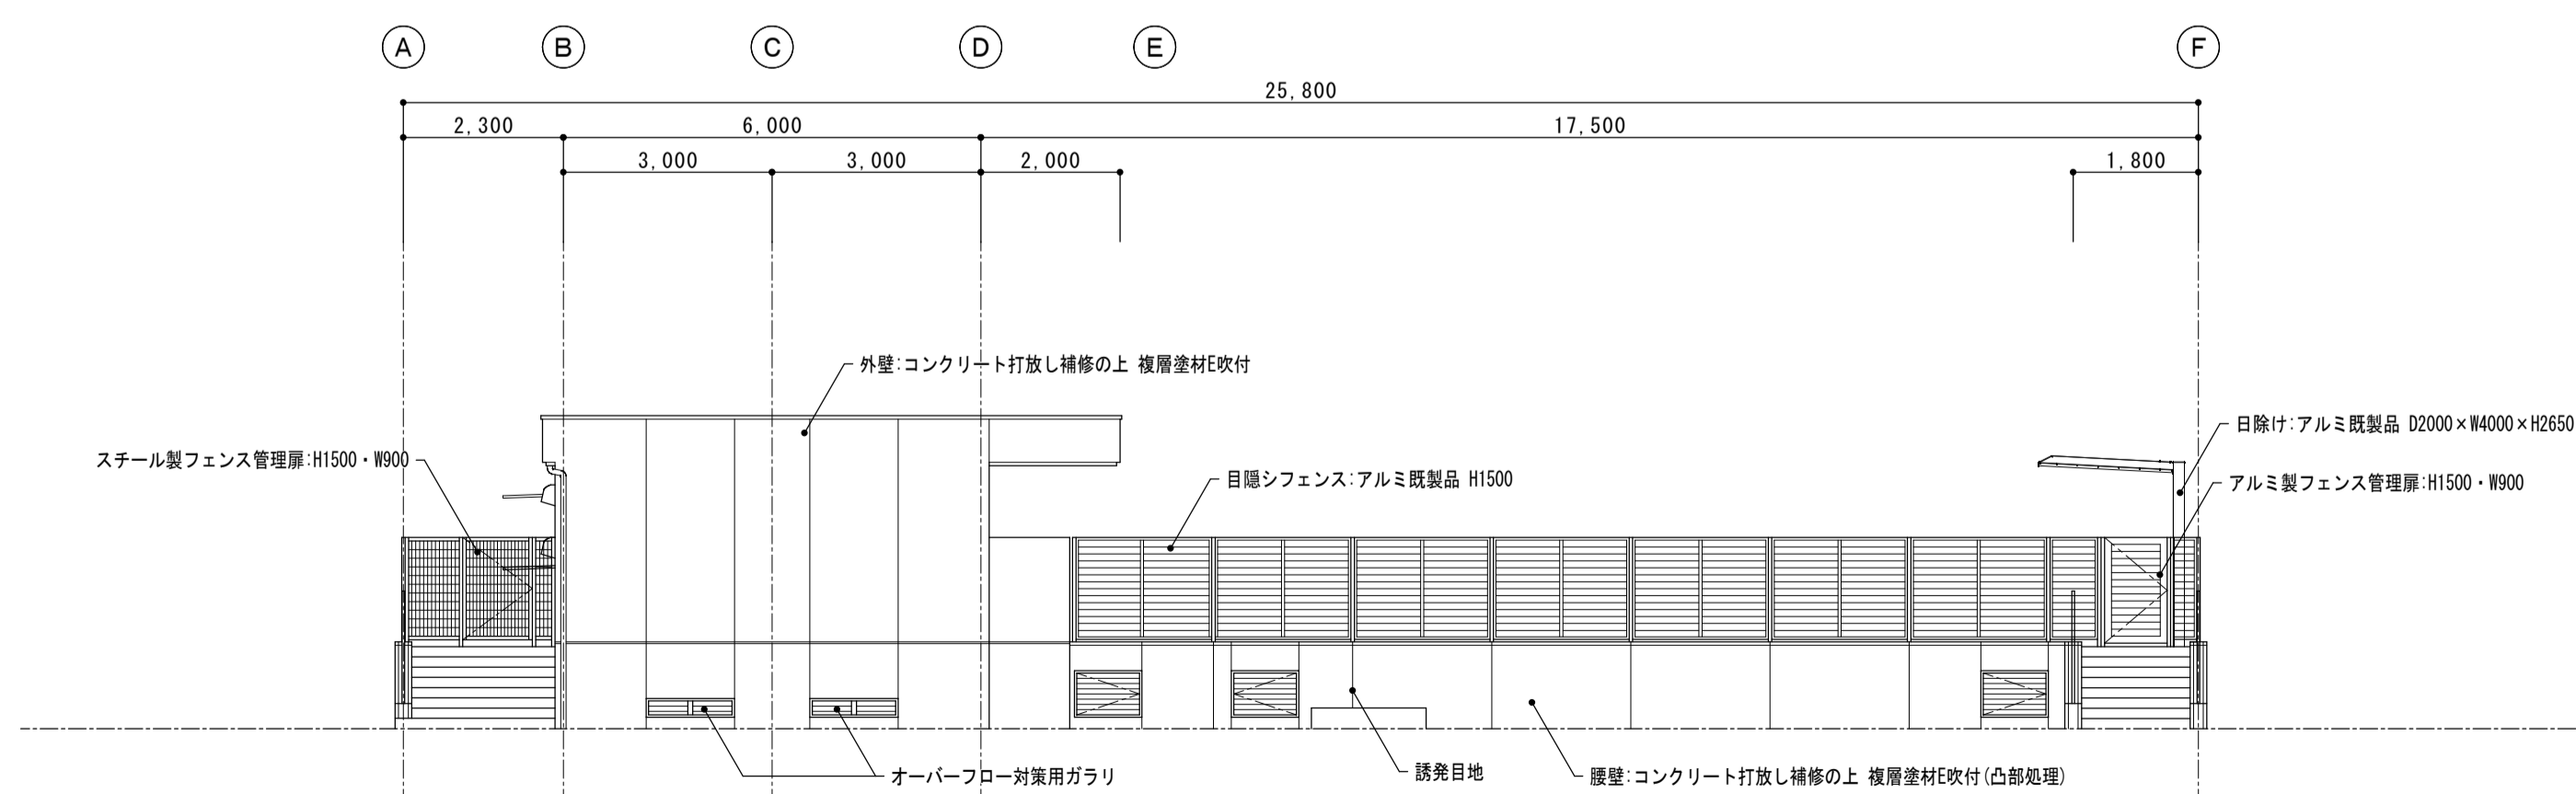 A B C D E F
25,800
2,300 6,000 17,500
3,000 3,000 2,000 1,800
外壁:コンクリート打放し補修の上 複層塗材E吹付
日除け:アルミ既製品 D2000×W4000×H2650
スチール製フェンス管理扉:H1500・W900
目隠シフェンス:アルミ既製品 H1500
アルミ製フェンス管理扉:H1500・W900
オーバーフロー対策用ガラリ
誘発目地
腰壁:コンクリート打放し補修の上 複層塗材E吹付(凸部処理)